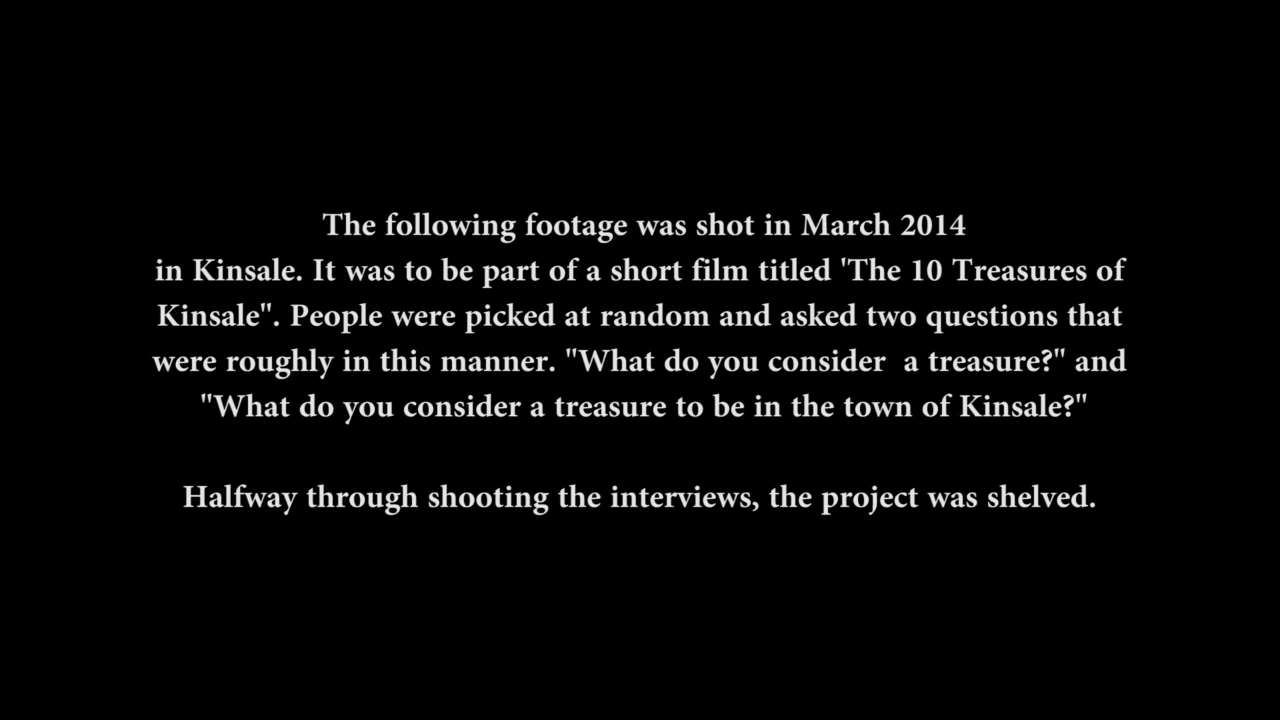 The following footage was shot in March 2014
in Kinsale. It was to be part of a short film titled 'The 10 Treasures of
Kinsale". People were picked at random and asked two questions that
were roughly in this manner. "What do you consider  a treasure?" and
"What do you consider a treasure to be in the town of Kinsale?"
Halfway through shooting the interviews, the project was shelved.